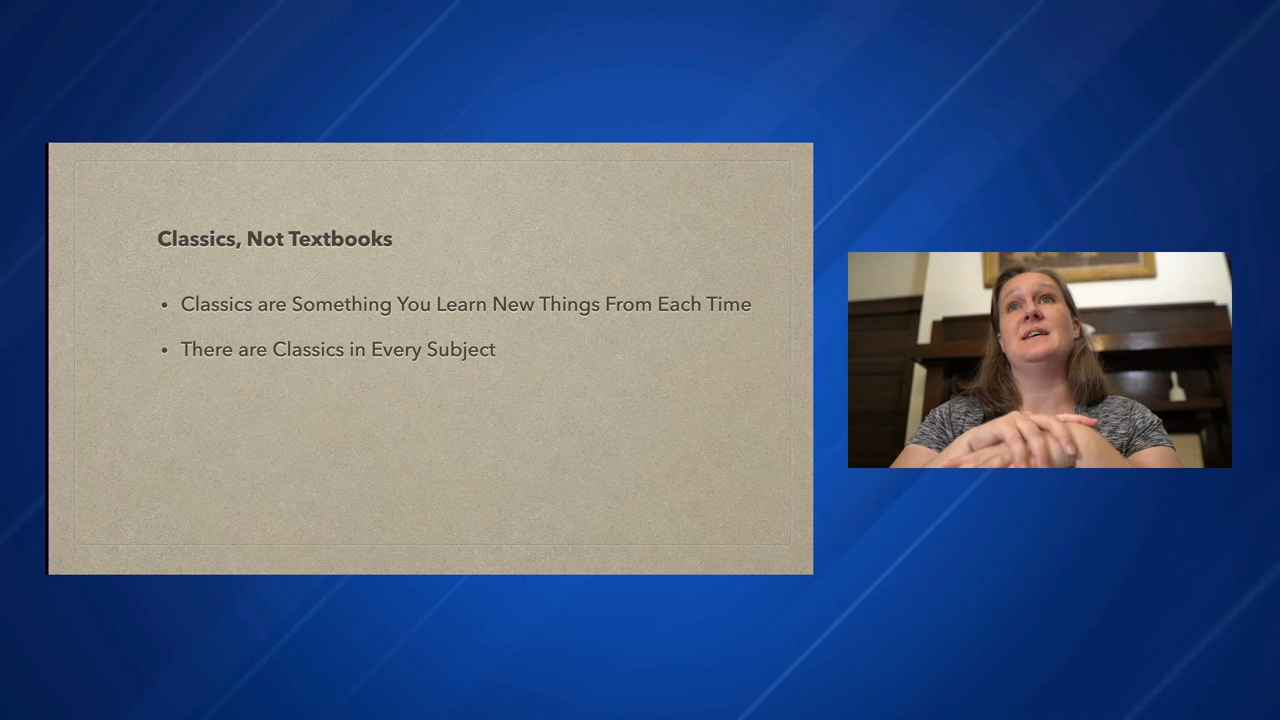 Classics, Not Textbooks
• Classics are Something You Learn New Things From Each Time
• There are Classics in Every Subject